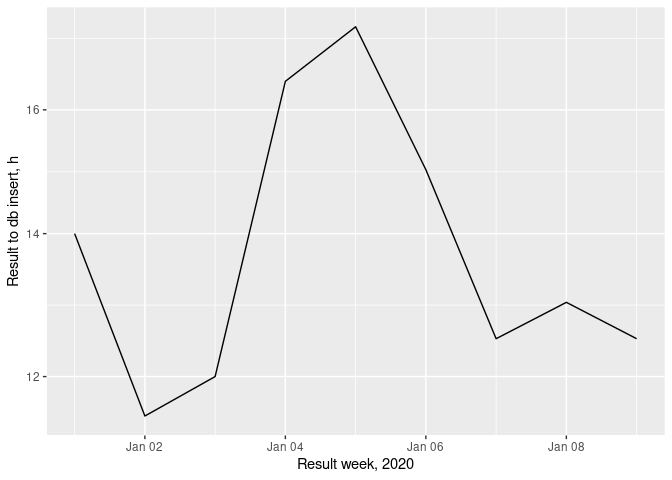 16
14
12
Result to db insert, h
Jan 02
Jan 04
Jan 06
Jan 08
Result week, 2020